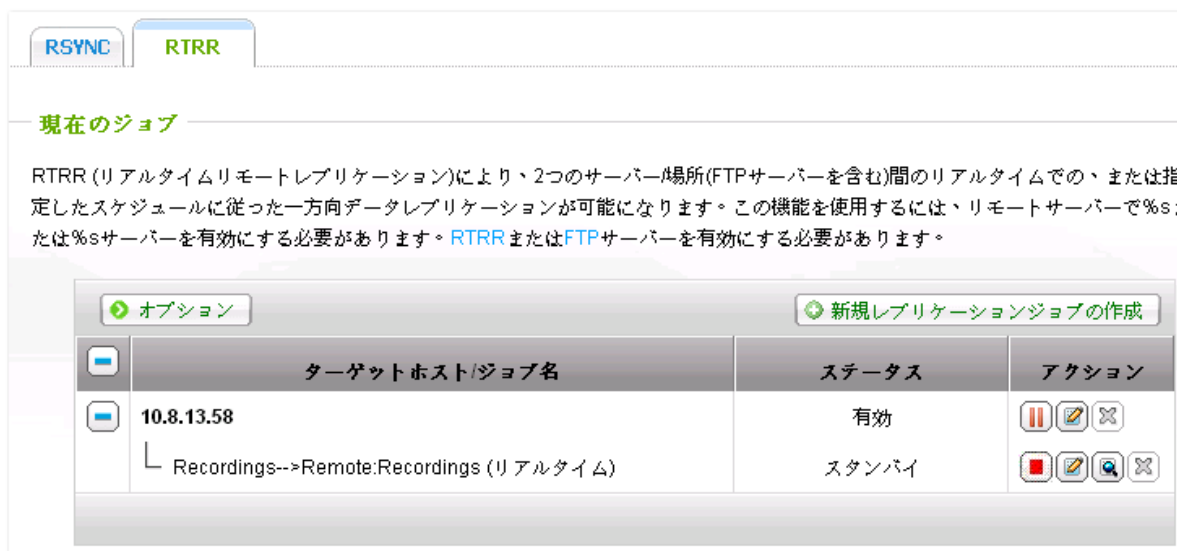 RSYNC
RTRR
現在のジョブ
RTRR (リアルタイムリモートレプリケーション)により、2つのサーバー/場所(FTPサーバーを含む)間のリアルタイムでの、または指
定したスケジュールに従った一方向データレプリケーションが可能になります。この機能を使用するには、リモートサーバーで%s
たは%sサーバーを有効にする必要があります。RTRRまたはFTPサーバーを有効にする必要があります。
オプション
新規レプリケーションジョブの作成
ターゲットホスト/ジョブ名 ステータス アクション
10.8.13.58 有効
Recordings-->Remote:Recordings (リアルタイム) スタンバイ